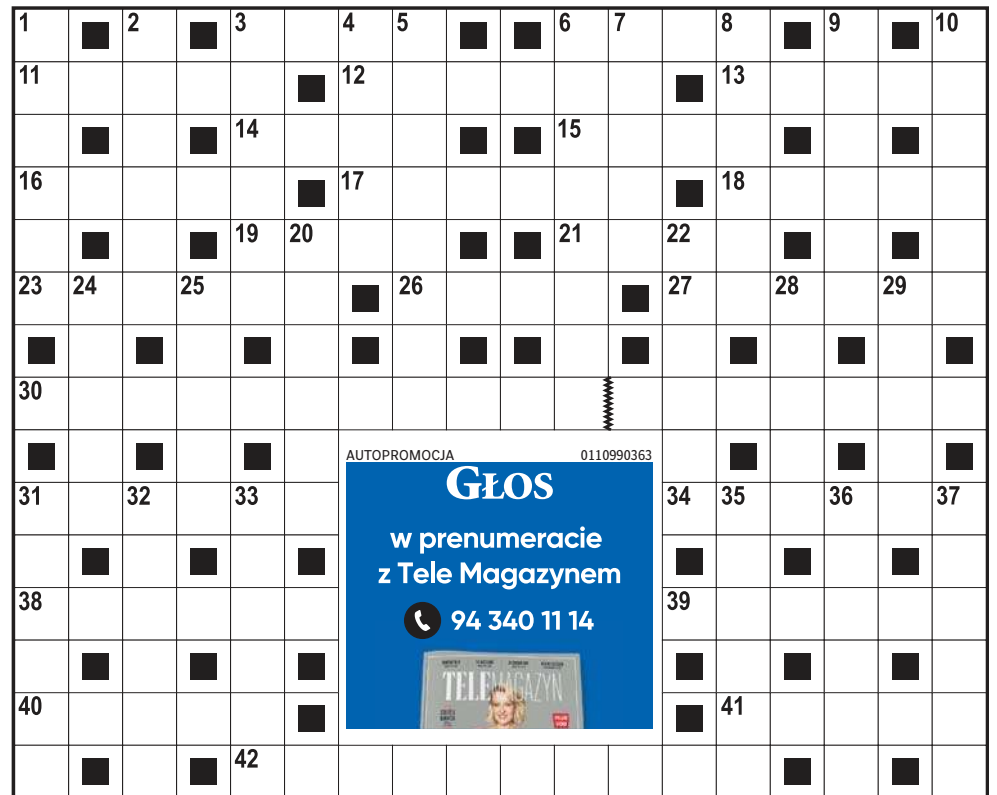 1 2 3 4 5 6 7 8 9 10
11 12 13
14 15
16 17 18
19 20 21 22
23 24 25 26 27 28 29
30
AUTOPROMOCJA 0110990363
GŁOS
31 32 33 34 35 36 37
w prenumeracie
z Tele Magazynem
38 94 340 11 14 39
TELEMAGAZYN
40 41
42